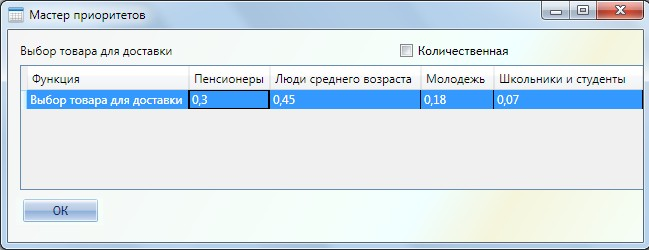 Мастер приоритетов
Выбор товара для доставки Количественная
Функция Пенсионеры Люди среднего возраста Молодежь Школьники и студенты
Выбор товара для доставки 0,3 0,45 0,18 0,07
ОК